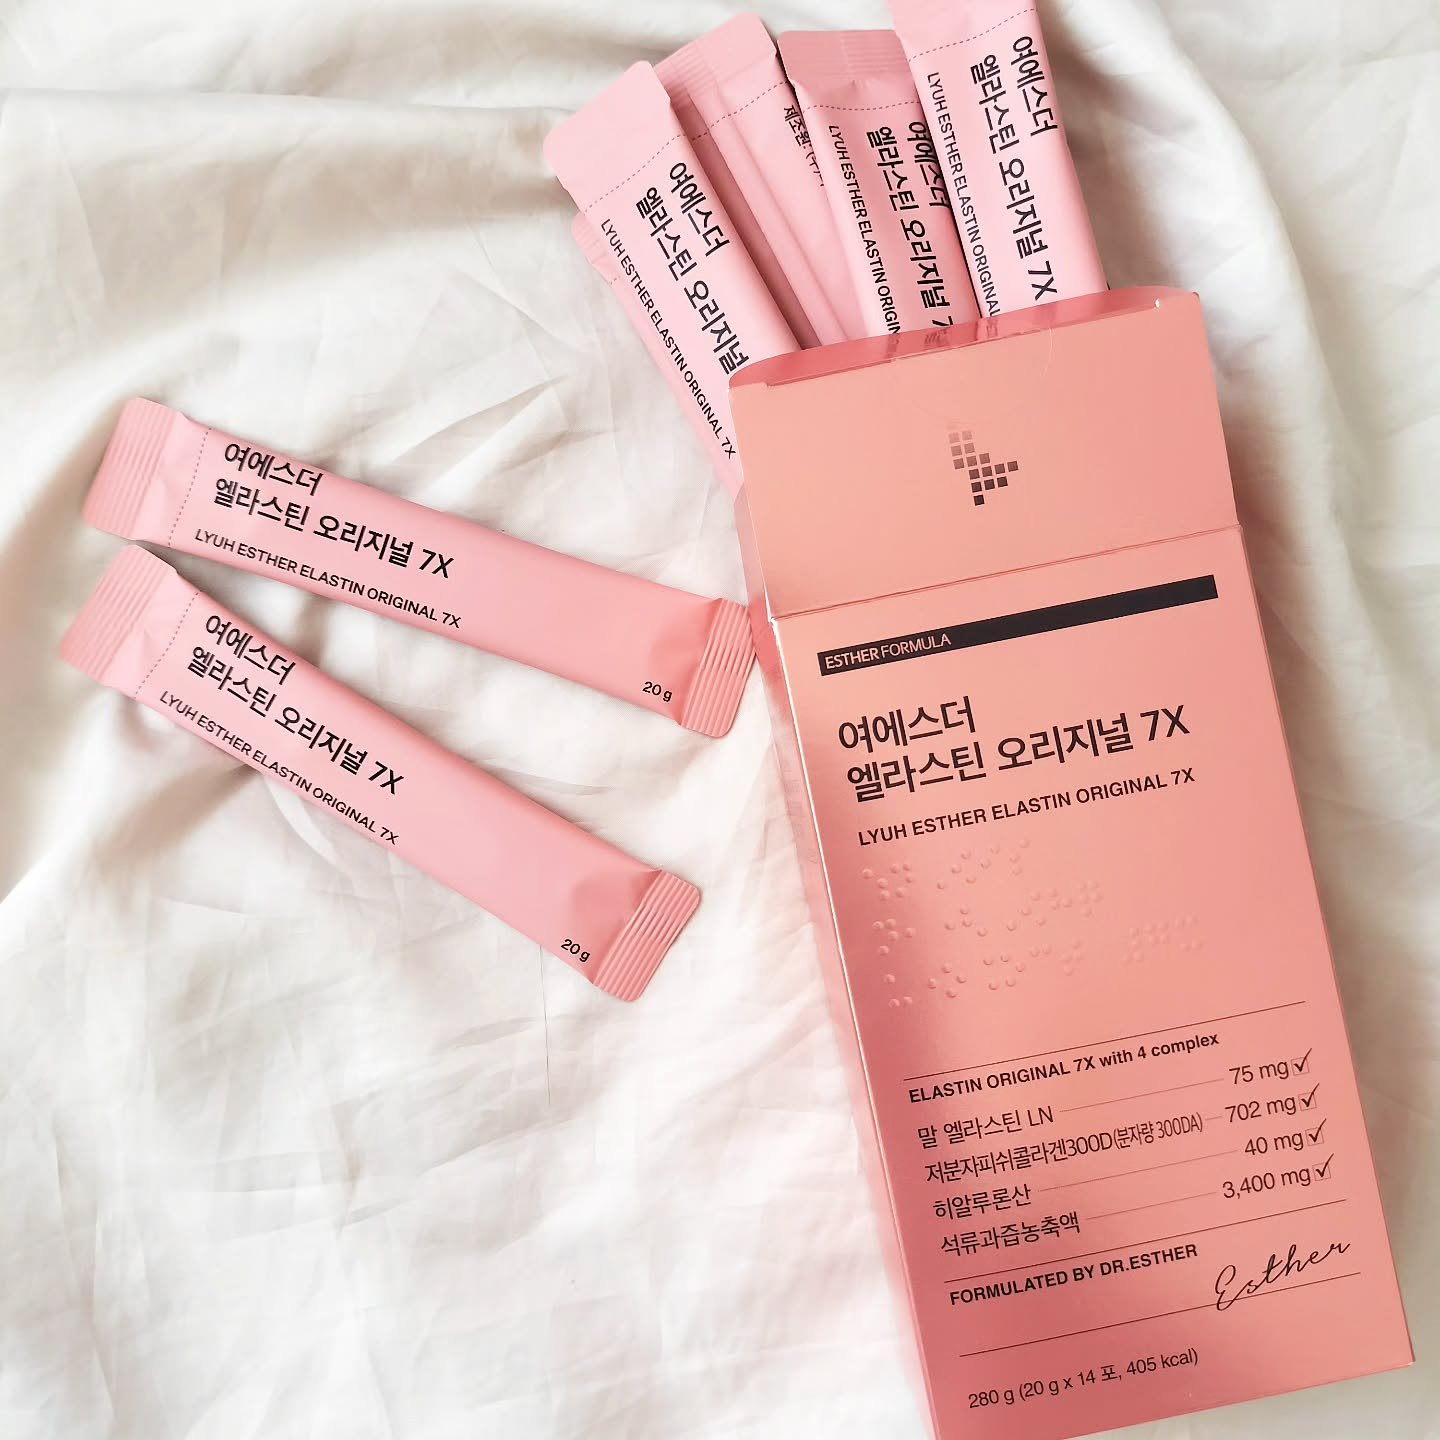 여에스더
엘라스틴 오리지널
LYUH ESTHER ELASTIN ORIGINAL 7X
제조원: (주)
여에스더
엘라스틴 오리지널
LYUH ESTHER ELASTIN
여에스더
엘라스틴 오리지널 7X
LYUH ESTHER ELASTIN ORIGINAL
여에스더
엘라스틴 오리지널 7X
LYUH ESTHER ELASTIN ORIGINAL 7X
20 g
여에스더
엘라스틴 오리지널 7X
LYUH ESTHER ELASTIN ORIGINAL 7X
20 g
ESTHER FORMULA
여에스더
엘라스틴 오리지널 7X
LYUH ESTHER ELASTIN ORIGINAL 7X
ELASTIN ORIGINAL 7X with 4 complex
말 엘라스틴 LN 75 mg
저분자피쉬콜라겐300D(분자량 300DA) 702 mg
히알루론산 40 mg
석류과즙농축액 3,400 mg
FORMULATED BY DR.ESTHER
Esther
280 g (20 g x 14 포, 405 kcal)